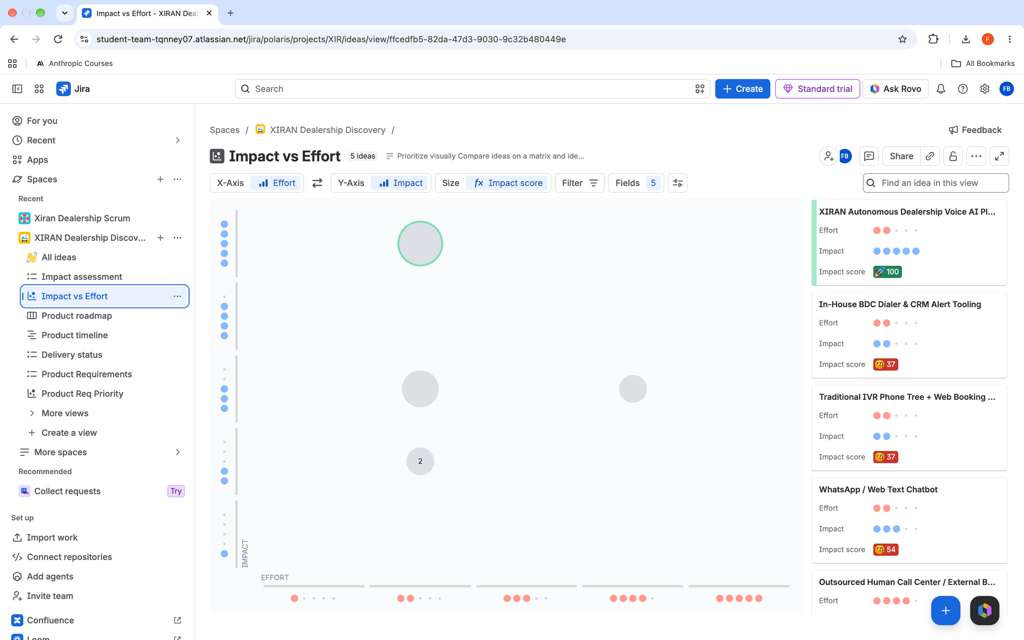 Impact vs Effort - XIRAN Deal
student-team-tqnney07.atlassian.net/jira/polaris/projects/XIR/ideas/view/ffcedfb5-82da-47d3-9030-9c32b480449e
F
Anthropic Courses
All Bookmarks
Jira
Search
Create
Standard trial
Ask Rovo
FB
For you
Recent
Apps
Spaces
Recent
Xiran Dealership Scrum
XIRAN Dealership Discov...
All ideas
Impact assessment
Impact vs Effort
Product roadmap
Product timeline
Delivery status
Product Requirements
Product Req Priority
More views
Create a view
More spaces
Recommended
Collect requests
Try
Set up
Import work
Connect repositories
Add agents
Invite team
Confluence
Loom
Spaces / XIRAN Dealership Discovery /
Feedback
Impact vs Effort
5 ideas
Prioritize visually Compare ideas on a matrix and ide...
FB
Share
X-Axis
Effort
Y-Axis
Impact
Size
fx Impact score
Filter
Fields 5
Find an idea in this view
2
IMPACT
EFFORT
XIRAN Autonomous Dealership Voice AI Pl...
Effort
Impact
Impact score
100
In-House BDC Dialer & CRM Alert Tooling
Effort
Impact
Impact score
37
Traditional IVR Phone Tree + Web Booking ...
Effort
Impact
Impact score
37
WhatsApp / Web Text Chatbot
Effort
Impact
Impact score
54
Outsourced Human Call Center / External B...
Effort